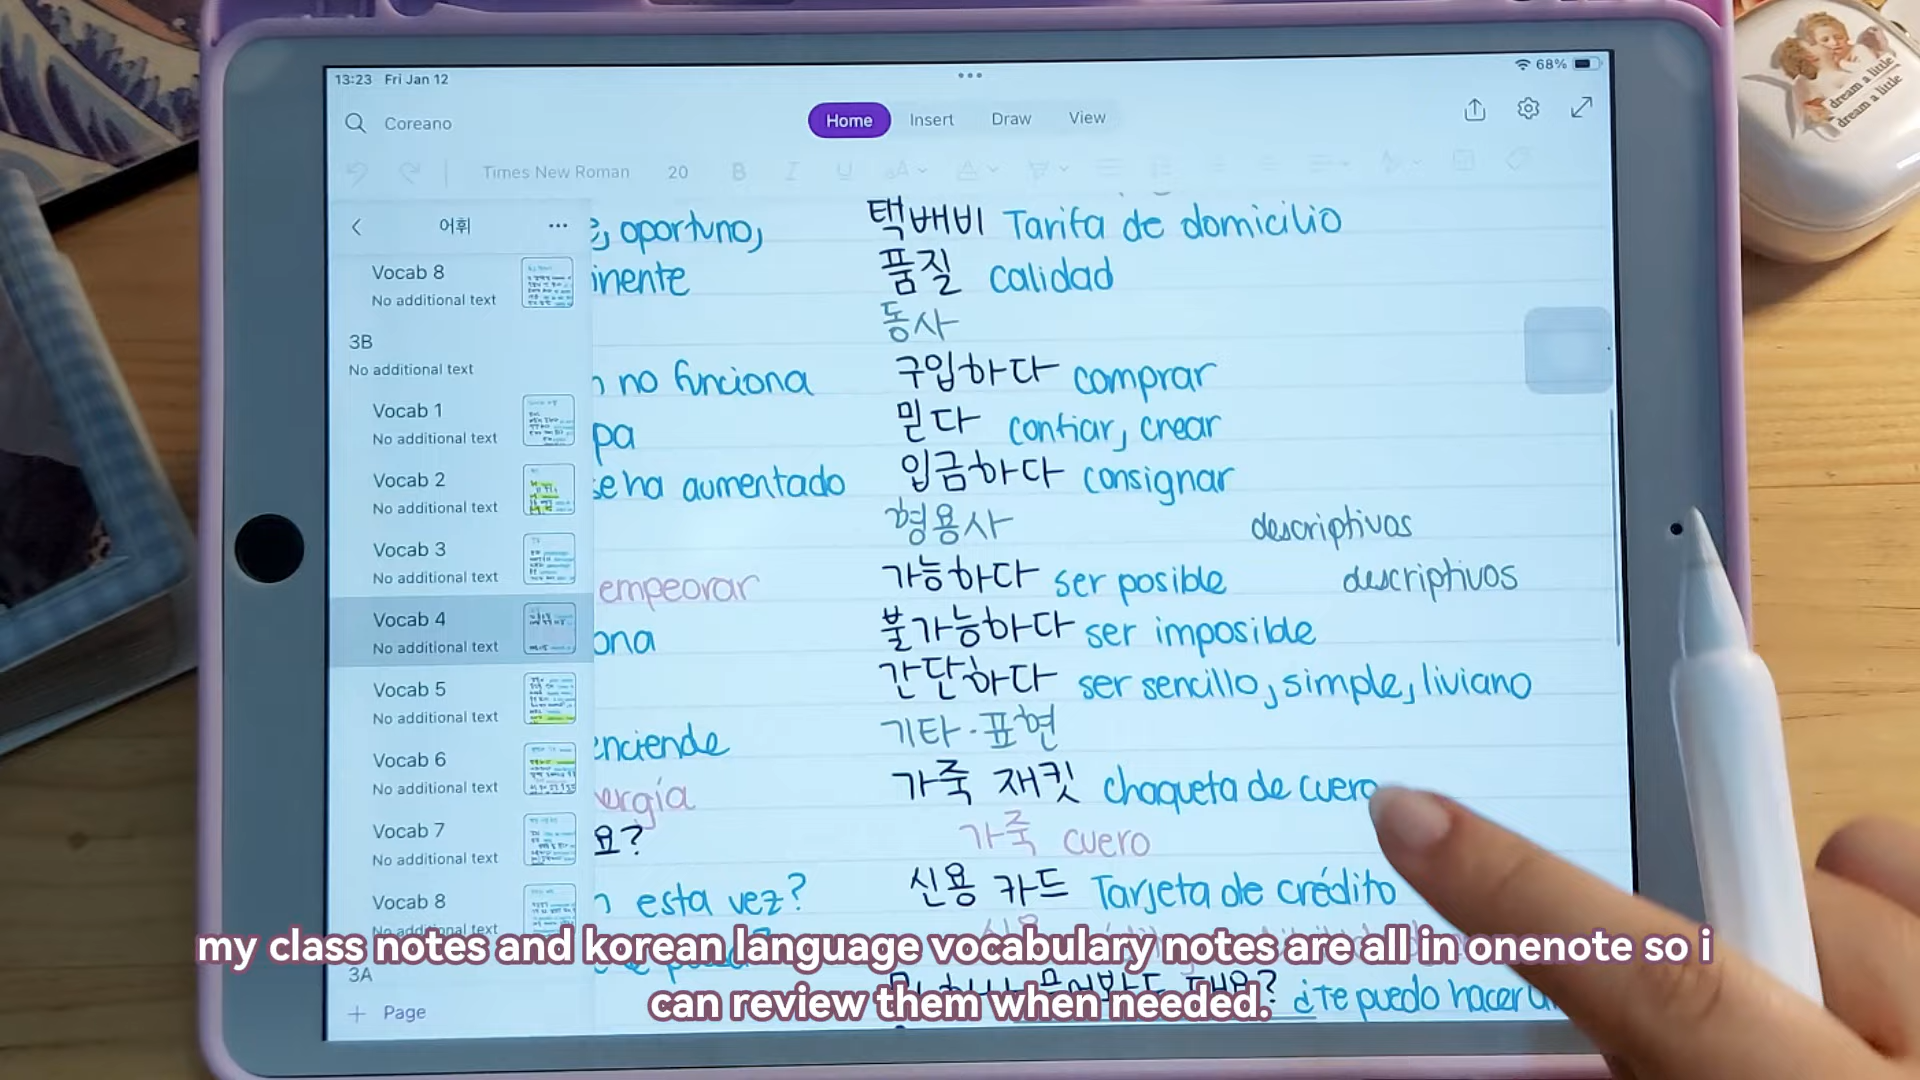 13:23 Fri Jan 12
68%
Coreano
Home Insert Draw View
Times New Roman 20 B I U
어휘
Vocab 8
No additional text
3B
No additional text
Vocab 1
No additional text
Vocab 2
No additional text
Vocab 3
No additional text
Vocab 4
No additional text
Vocab 5
No additional text
Vocab 6
No additional text
Vocab 7
No additional text
Vocab 8
No additional text
3A
+ Page
oportuno,
inente
no funciona
pa
se ha aumentado
empeorar
ona
enciende
ergía
요?
esta vez?
택배비 Tarifa de domicilio
품질 calidad
동사
구입하다 comprar
믿다 confiar, crear
입금하다 consignar
형용사 descriptivos
가능하다 ser posible descriptivos
불가능하다 ser imposible
간단하다 ser sencillo, simple, liviano
기타·표현
가죽 재킷 chaqueta de cuero
가죽 cuero
신용 카드 Tarjeta de crédito
¿Te puedo hacer
my class notes and korean language vocabulary notes are all in onenote so i
can review them when needed.
dream a little
dream a little